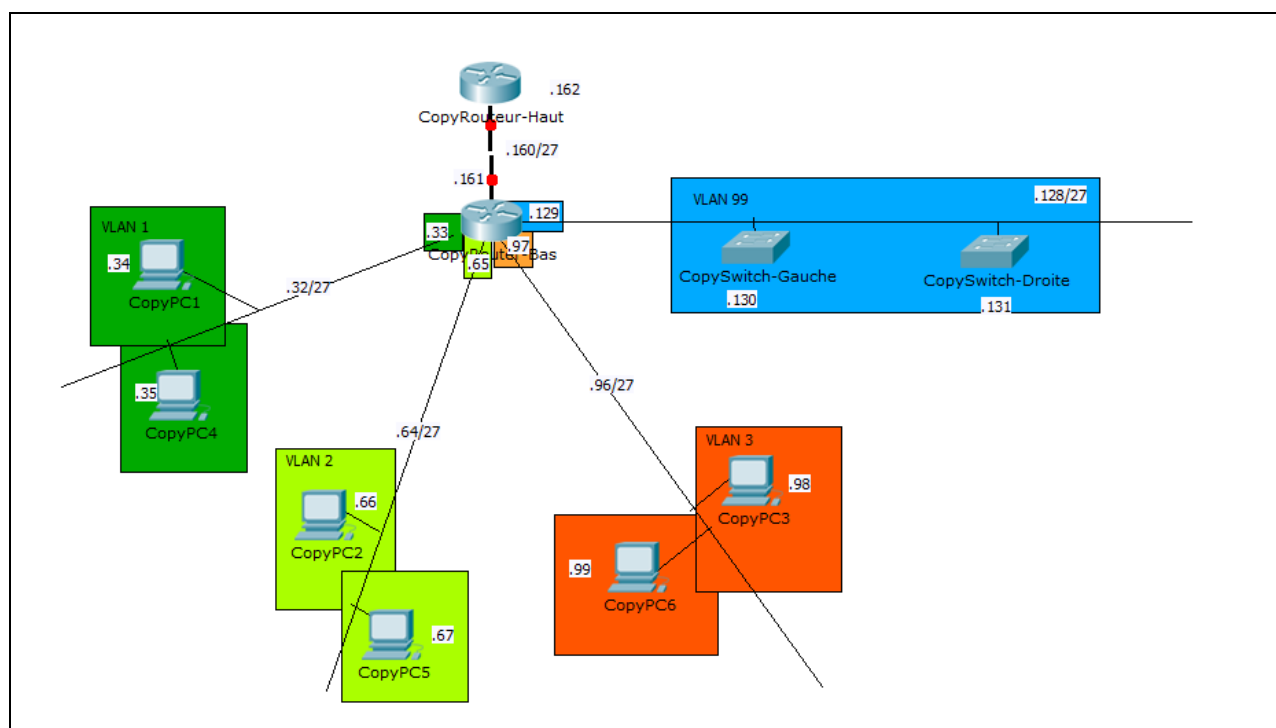 .162
CopyRouteur-Haut
.160/27
.161
VLAN 99
.128/27
.129
VLAN 1
.33
.97
.34
.65
CopySwitch-Gauche
CopySwitch-Droite
.32/27
CopyPC1
.130
.131
.35
.96/27
CopyPC4
.64/27
VLAN 2
VLAN 3
.66
.98
CopyPC2
CopyPC3
.99
CopyPC6
.67
CopyPC5